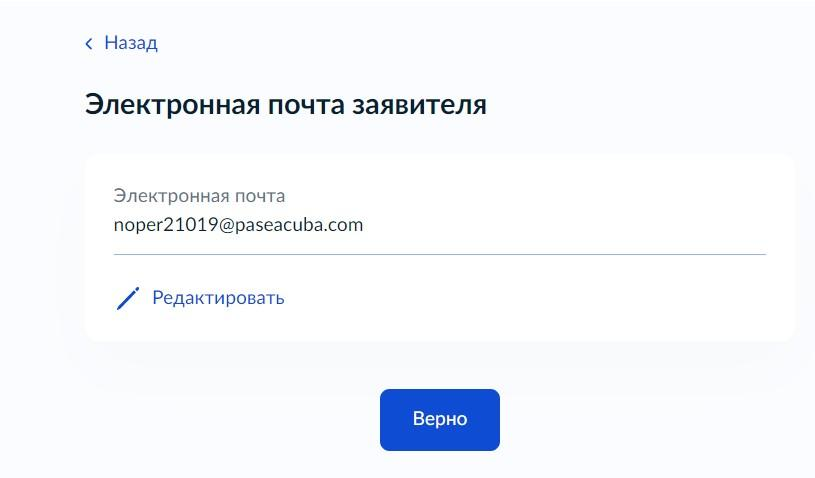 Назад
Электронная почта заявителя
Электронная почта
noper21019@paseacuba.com
Редактировать
Верно